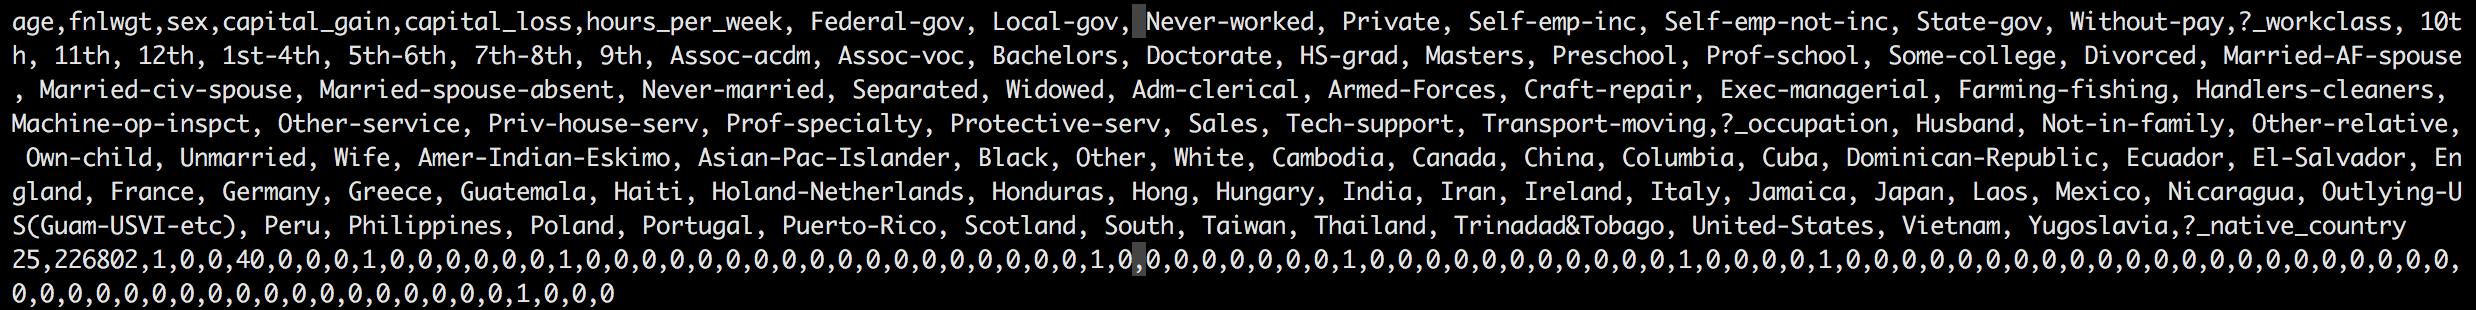 age,fnlwgt,sex,capital_gain,capital_loss,hours_per_week, Federal-gov, Local-gov, Never-worked, Private, Self-emp-inc, Self-emp-not-inc, State-gov, Without-pay,?_workclass, 10t
h, 11th, 12th, 1st-4th, 5th-6th, 7th-8th, 9th, Assoc-acdm, Assoc-voc, Bachelors, Doctorate, HS-grad, Masters, Preschool, Prof-school, Some-college, Divorced, Married-AF-spouse
, Married-civ-spouse, Married-spouse-absent, Never-married, Separated, Widowed, Adm-clerical, Armed-Forces, Craft-repair, Exec-managerial, Farming-fishing, Handlers-cleaners,
Machine-op-inspct, Other-service, Priv-house-serv, Prof-specialty, Protective-serv, Sales, Tech-support, Transport-moving,?_occupation, Husband, Not-in-family, Other-relative,
Own-child, Unmarried, Wife, Amer-Indian-Eskimo, Asian-Pac-Islander, Black, Other, White, Cambodia, Canada, China, Columbia, Cuba, Dominican-Republic, Ecuador, El-Salvador, En
gland, France, Germany, Greece, Guatemala, Haiti, Holand-Netherlands, Honduras, Hong, Hungary, India, Iran, Ireland, Italy, Jamaica, Japan, Laos, Mexico, Nicaragua, Outlying-U
S(Guam-USVI-etc), Peru, Philippines, Poland, Portugal, Puerto-Rico, Scotland, South, Taiwan, Thailand, Trinadad&Tobago, United-States, Vietnam, Yugoslavia,?_native_country
25,226802,1,0,0,40,0,0,0,1,0,0,0,0,0,0,1,0,0,0,0,0,0,0,0,0,0,0,0,0,0,0,0,0,0,1,0,0,0,0,0,0,0,0,1,0,0,0,0,0,0,0,0,0,0,0,1,0,0,0,0,1,0,0,0,0,0,0,0,0,0,0,0,0,0,0,0,0,0,0,0,0,0,0,
0,0,0,0,0,0,0,0,0,0,0,0,0,0,0,0,0,0,1,0,0,0